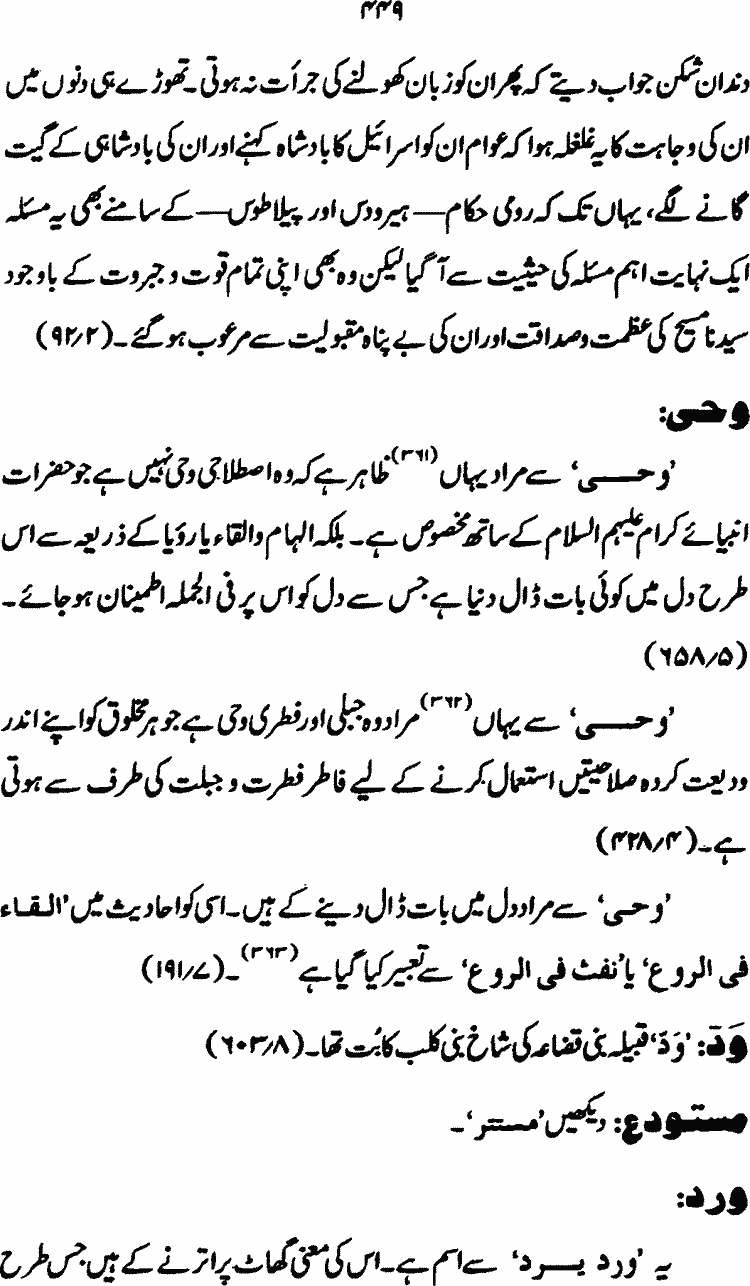 ۴۴۹
دندان شکن جواب دیتے کہ پھر ان کو زبان کھولنے کی جرأت نہ ہوتی۔ تھوڑے ہی دنوں میں
ان کی وجاہت کا یہ غلغلہ ہوا کہ عوام ان کو اسرائیل کا بادشاہ کہنے اور ان کی بادشاہی کے گیت
گانے لگے، یہاں تک کہ رومی حکام — ہیرودس اور پیلاطوس — کے سامنے بھی یہ مسئلہ
ایک نہایت اہم مسئلہ کی حیثیت سے آ گیا لیکن وہ بھی اپنی تمام قوت و جبروت کے باوجود
سیدنا مسیح کی عظمت و صداقت اور ان کی بے پناہ مقبولیت سے مرعوب ہو گئے۔ (۹۲/۲)
وحی:
’وحی‘ سے مراد یہاں (۳۶۱) ظاہر ہے کہ وہ اصطلاحی وحی نہیں ہے جو حضرات
انبیائے کرام علیہم السلام کے ساتھ مخصوص ہے۔ بلکہ الہام و القاء یا رؤیا کے ذریعہ سے اس
طرح دل میں کوئی بات ڈال دنیا ہے جس سے دل کو اس پر فی الجملہ اطمینان ہو جائے۔
(۶۵۸/۵)
’وحی‘ سے یہاں (۳۶۲) مراد وہ جبلی اور فطری وحی ہے جو ہر مخلوق کو اپنے اندر
ودیعت کردہ صلاحیتیں استعمال کرنے کے لیے فاطر فطرت و جبلت کی طرف سے ہوتی
ہے۔ (۴۲۸/۴)
’وحی‘ سے مراد دل میں بات ڈال دینے کے ہیں۔ اسی کو احادیث میں ’القاء
فی الروع‘ یا ’نفث فی الروع‘ سے تعبیر کیا گیا ہے (۳۶۳)۔ (۱۹۱/۷)
وَدّ: ’وَدّ‘ قبیلہ بنی قضاعہ کی شاخ بنی کلب کا بُت تھا۔ (۶۰۳/۸)
مستودع: دیکھیں ’مستتر‘۔
ورد:
یہ ’ورد یرد‘ سے اسم ہے۔ اس کی معنی گھاٹ پر اترنے کے ہیں جس طرح